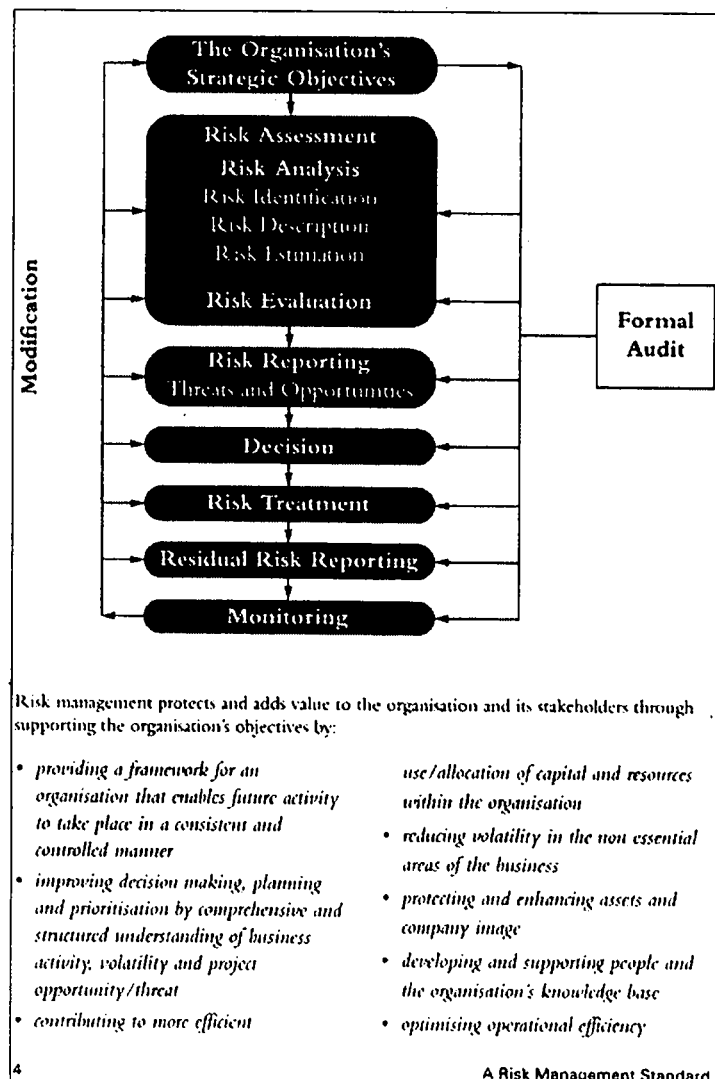 The Organisation's
Strategic Objectives
Risk Assessment
Risk Analysis
Risk Identification
Risk Description
Risk Estimation
Risk Evaluation
Risk Reporting
Threats and Opportunities
Decision
Risk Treatment
Residual Risk Reporting
Monitoring
Modification
Formal
Audit
Risk management protects and adds value to the organisation and its stakeholders through
supporting the organisation's objectives by:
• providing a framework for an
organisation that enables future activity
to take place in a consistent and
controlled manner
• improving decision making, planning
and prioritisation by comprehensive and
structured understanding of business
activity, volatility and project
opportunity/threat
• contributing to more efficient
use/allocation of capital and resources
within the organisation
• reducing volatility in the non essential
areas of the business
• protecting and enhancing assets and
company image
• developing and supporting people and
the organisation's knowledge base
• optimising operational efficiency
4
A Risk Management Standard